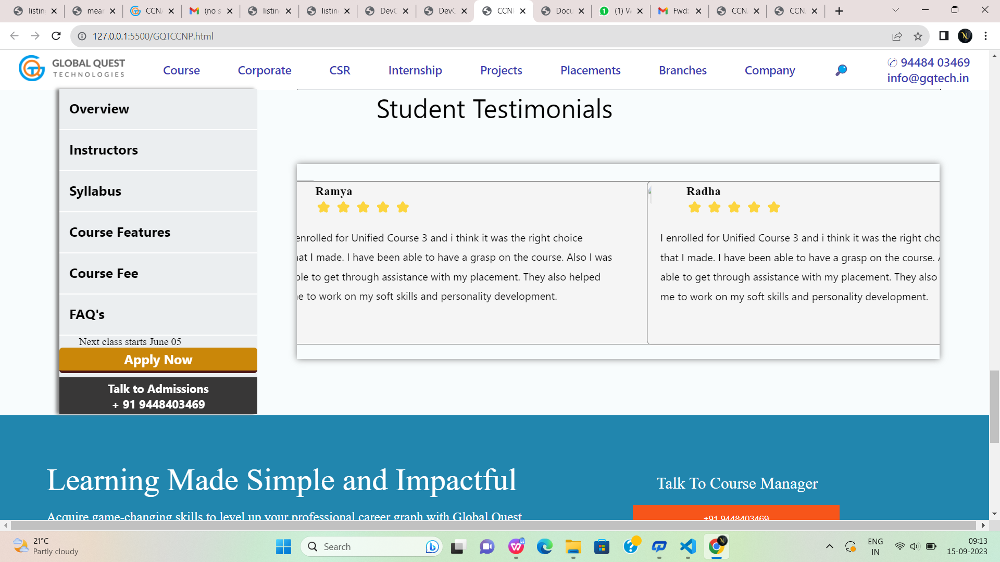 listin
mear
CCNA
(no s
listin
listin
DevO
DevO
CCNP
Docu
(1) W
Fwd:
CCNA
CCNA
127.0.0.1:5500/GQTCCNP.html
GLOBAL QUEST
TECHNOLOGIES
Course
Corporate
CSR
Internship
Projects
Placements
Branches
Company
94484 03469
info@gqtech.in
Overview
Instructors
Syllabus
Course Features
Course Fee
FAQ's
Next class starts June 05
Apply Now
Talk to Admissions
+ 91 9448403469
Student Testimonials
Ramya
enrolled for Unified Course 3 and i think it was the right choice
hat I made. I have been able to have a grasp on the course. Also I was
ble to get through assistance with my placement. They also helped
e to work on my soft skills and personality development.
Radha
I enrolled for Unified Course 3 and i think it was the right cho
that I made. I have been able to have a grasp on the course.
able to get through assistance with my placement. They also
me to work on my soft skills and personality development.
Learning Made Simple and Impactful
Acquire game-changing skills to level up your professional career graph with Global Quest
Talk To Course Manager
+91 9448403469
21°C
Partly cloudy
Search
ENG
IN
09:13
15-09-2023